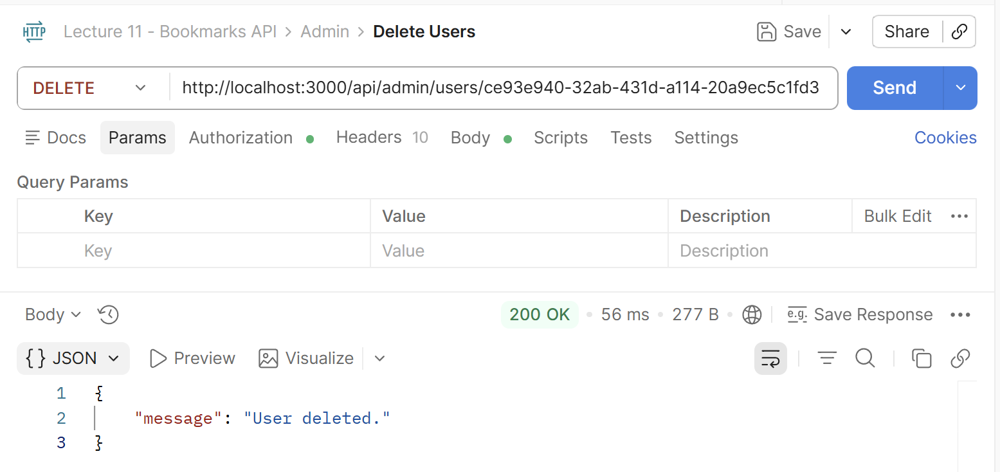 HTTP Lecture 11 - Bookmarks API > Admin > Delete Users Save Share
DELETE http://localhost:3000/api/admin/users/ce93e940-32ab-431d-a114-20a9ec5c1fd3 Send
Docs Params Authorization Headers 10 Body Scripts Tests Settings Cookies
Query Params
Key Value Description Bulk Edit
Key Value Description
Body 200 OK 56 ms 277 B e.g. Save Response
{} JSON Preview Visualize
1 {
2 "message": "User deleted."
3 }